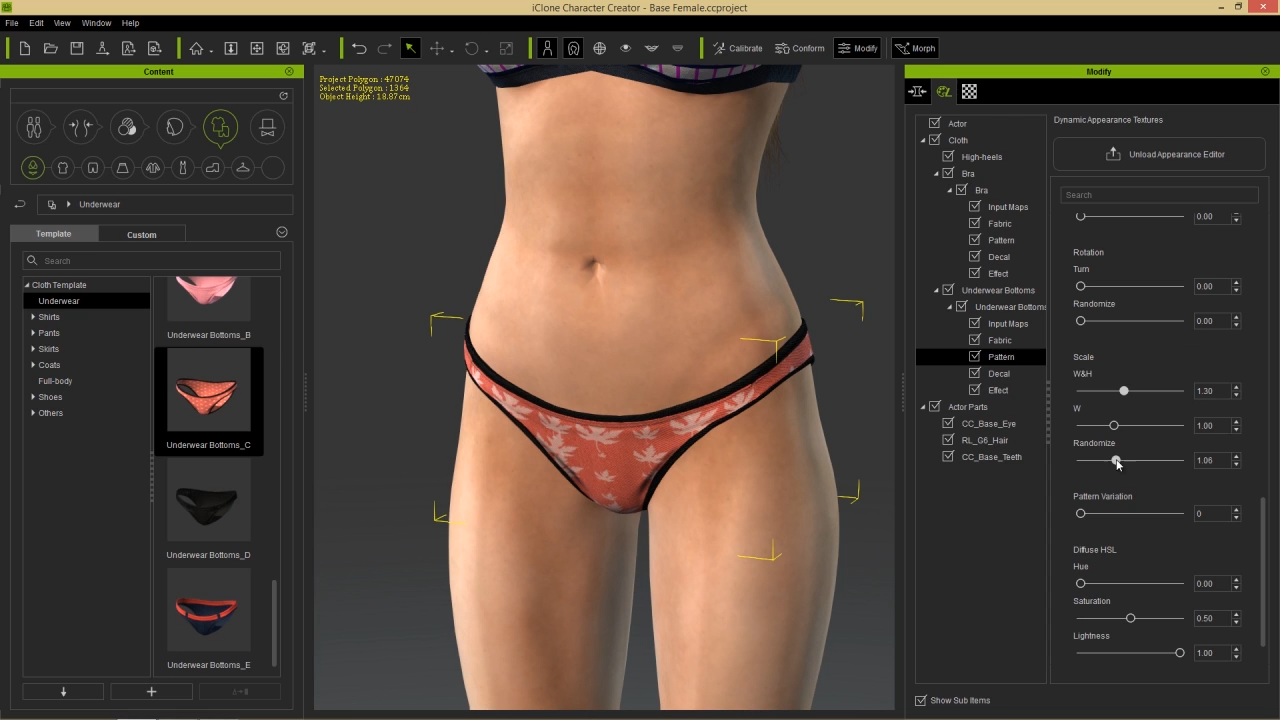 iClone Character Creator - Base Female.ccproject
File Edit View Window Help
Calibrate Conform Modify Morph
Content
Underwear
Template Custom
Search
Cloth Template
Underwear
Shirts
Pants
Skirts
Coats
Full-body
Shoes
Others
Underwear Bottoms_B
Underwear Bottoms_C
Underwear Bottoms_D
Underwear Bottoms_E
Project Polygon : 47074
Selected Polygon : 1364
Object Height : 18.87cm
Modify
Actor
Cloth
High-heels
Bra
Bra
Input Maps
Fabric
Pattern
Decal
Effect
Underwear Bottoms
Underwear Bottoms
Input Maps
Fabric
Pattern
Decal
Effect
Actor Parts
CC_Base_Eye
RL_G6_Hair
CC_Base_Teeth
Show Sub Items
Dynamic Appearance Textures
Unload Appearance Editor
Search
0.00
Rotation
Turn
0.00
Randomize
0.00
Scale
W&H
1.30
W
1.00
Randomize
1.06
Pattern Variation
0
Diffuse HSL
Hue
0.00
Saturation
0.50
Lightness
1.00